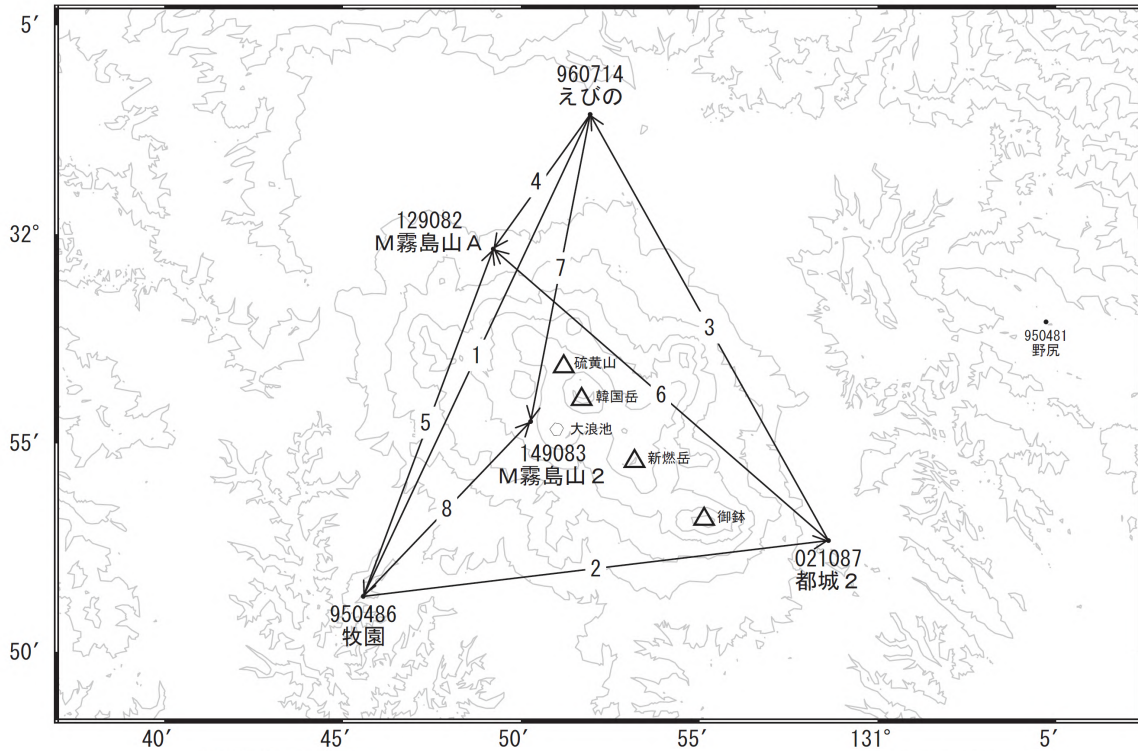 5′
960714
えびの
4
129082
32°
M霧島山A
7
3
950481
野尻
1
硫黄山
韓国岳
6
5
大浪池
55′
149083
新燃岳
M霧島山2
8
御鉢
021087
2
都城2
950486
牧園
50′
40′
45′
50′
55′
131°
5′